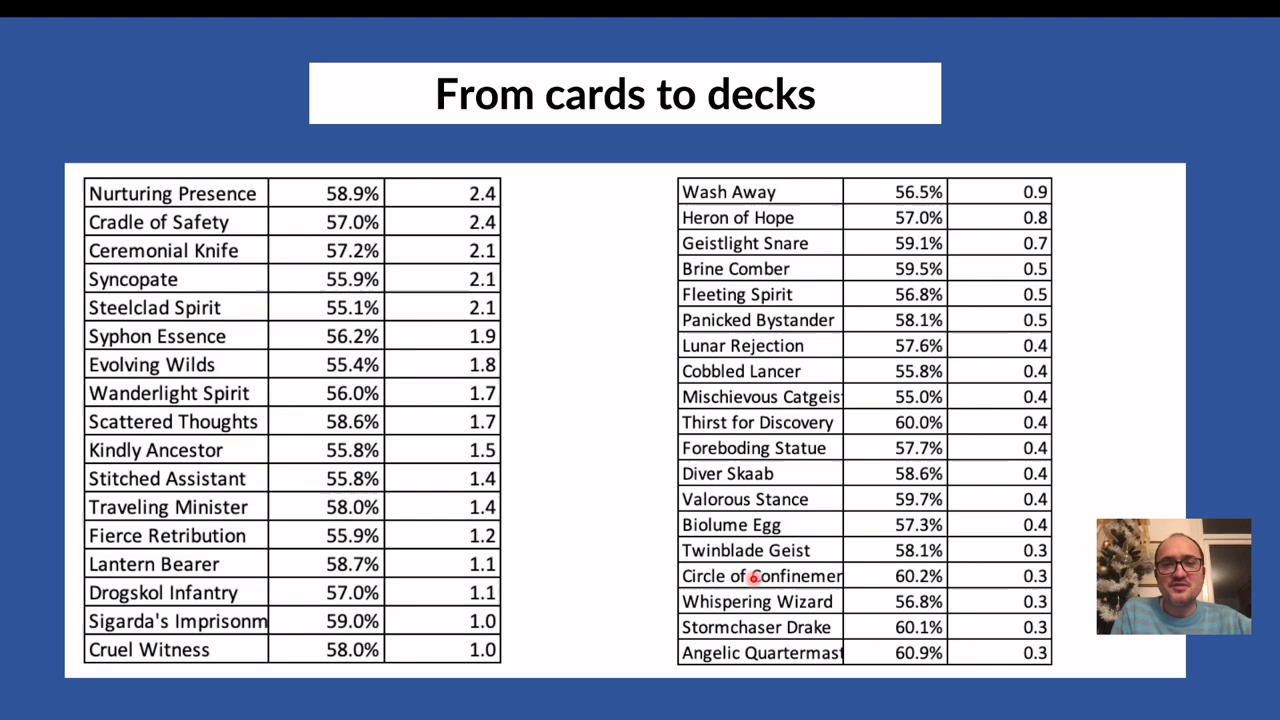 From cards to decks
Nurturing Presence 58.9% 2.4
Cradle of Safety 57.0% 2.4
Ceremonial Knife 57.2% 2.1
Syncopate 55.9% 2.1
Steelclad Spirit 55.1% 2.1
Syphon Essence 56.2% 1.9
Evolving Wilds 55.4% 1.8
Wanderlight Spirit 56.0% 1.7
Scattered Thoughts 58.6% 1.7
Kindly Ancestor 55.8% 1.5
Stitched Assistant 55.8% 1.4
Traveling Minister 58.0% 1.4
Fierce Retribution 55.9% 1.2
Lantern Bearer 58.7% 1.1
Drogskol Infantry 57.0% 1.1
Sigarda's Imprisonm 59.0% 1.0
Cruel Witness 58.0% 1.0
Wash Away 56.5% 0.9
Heron of Hope 57.0% 0.8
Geistlight Snare 59.1% 0.7
Brine Comber 59.5% 0.5
Fleeting Spirit 56.8% 0.5
Panicked Bystander 58.1% 0.5
Lunar Rejection 57.6% 0.4
Cobbled Lancer 55.8% 0.4
Mischievous Catgeist 55.0% 0.4
Thirst for Discovery 60.0% 0.4
Foreboding Statue 57.7% 0.4
Diver Skaab 58.6% 0.4
Valorous Stance 59.7% 0.4
Biolume Egg 57.3% 0.4
Twinblade Geist 58.1% 0.3
Circle of Confinemen 60.2% 0.3
Whispering Wizard 56.8% 0.3
Stormchaser Drake 60.1% 0.3
Angelic Quartermast 60.9% 0.3